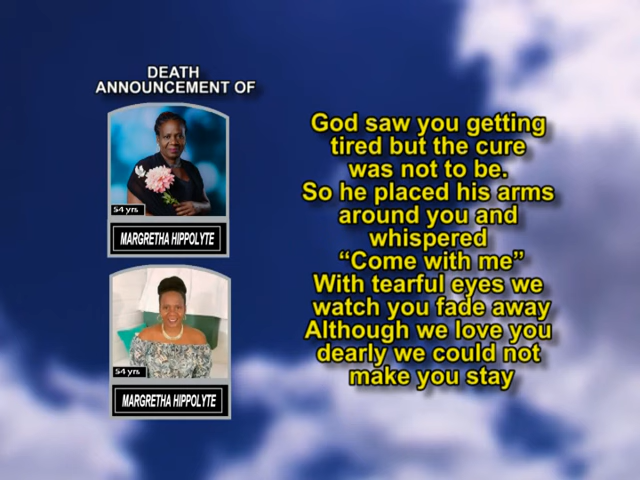 DEATH
ANNOUNCEMENT OF
54 yrs
MARGRETHA HIPPOLYTE
54 yrs
MARGRETHA HIPPOLYTE
God saw you getting
tired but the cure
was not to be.
So he placed his arms
around you and
whispered
“Come with me”
With tearful eyes we
watch you fade away
Although we love you
dearly we could not
make you stay